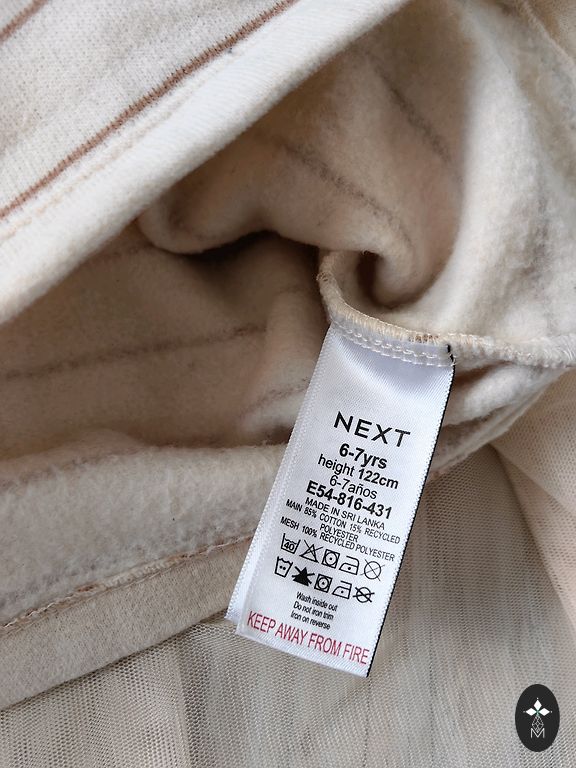 NEXT
6-7yrs
height 122cm
6-7años
E54-816-431
MADE IN SRI LANKA
MAIN 85% COTTON 15% RECYCLED
POLYESTER
MESH 100% RECYCLED POLYESTER
40
Wash inside out
Do not iron trim
Iron on reverse
KEEP AWAY FROM FIRE
M